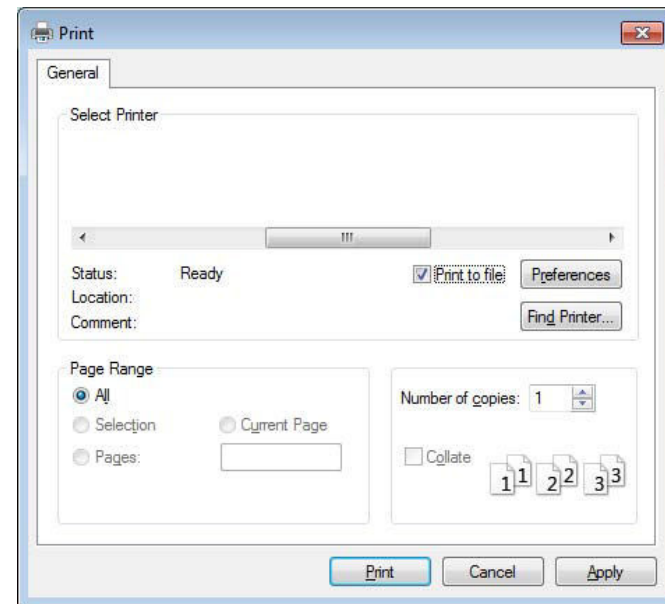 Print
General
Select Printer
Status: Ready
Print to file
Preferences
Location:
Comment:
Find Printer...
Page Range
All
Selection
Current Page
Pages:
Number of copies: 1
Collate
1 1 2 2 3 3
Print Cancel Apply